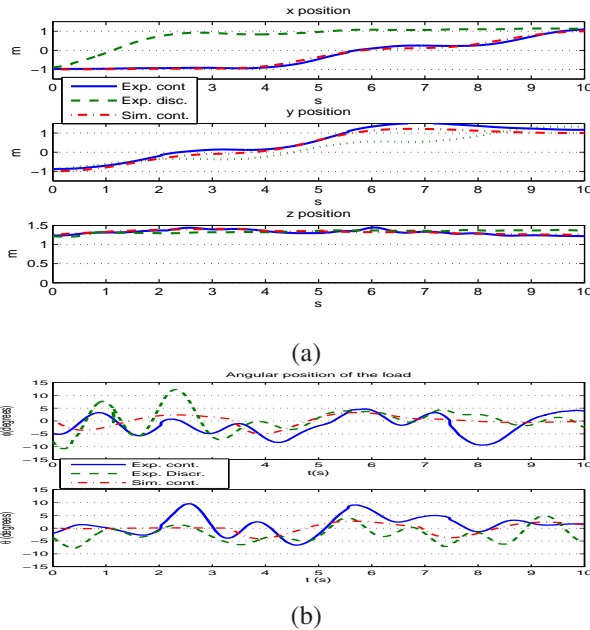 x position
1
0
−1
m
0 1 2 3 4 5 6 7 8 9 10
s
Exp. cont
Exp. disc.
Sim. cont.
y position
1
0
−1
m
0 1 2 3 4 5 6 7 8 9 10
s
z position
1.5
1
0.5
0
m
0 1 2 3 4 5 6 7 8 9 10
s
(a)
Angular position of the load
15
10
5
0
−5
−10
−15
(degrees)
0 1 2 3 4 5 6 7 8 9 10
t(s)
Exp. cont.
Exp. Discr.
Sim. cont.
15
10
5
0
−5
−10
−15
θ (degrees)
0 1 2 3 4 5 6 7 8 9 10
t (s)
(b)